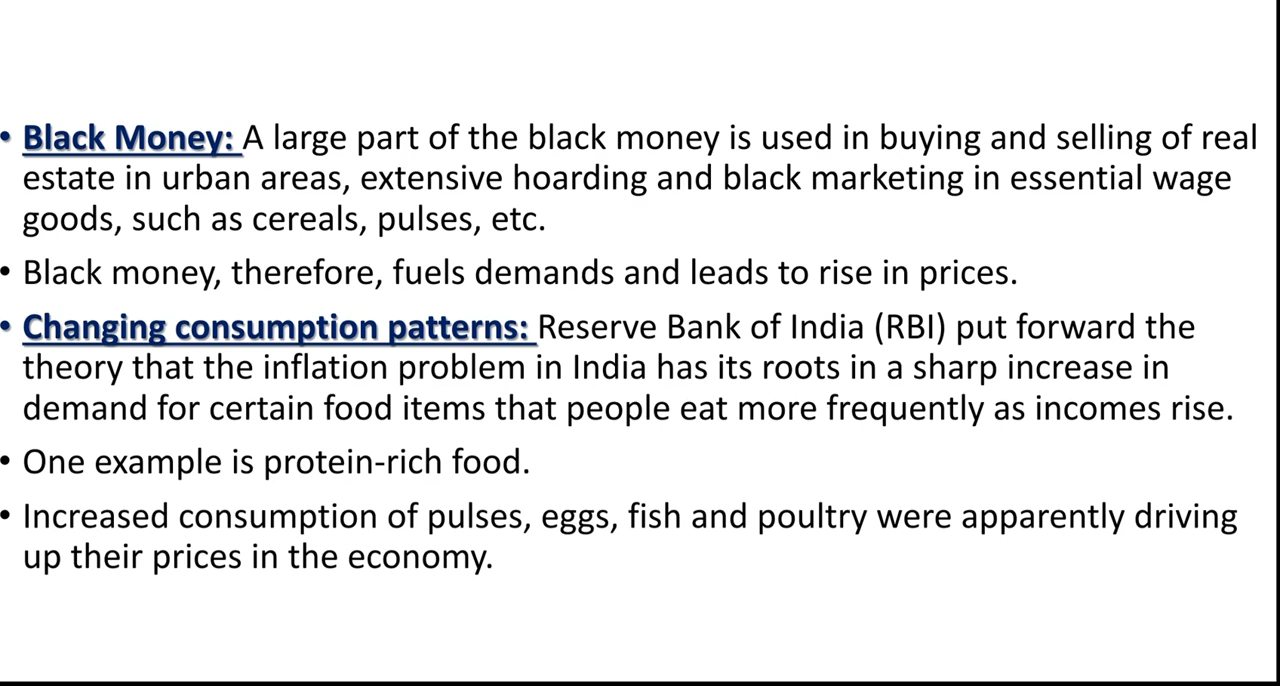 • Black Money: A large part of the black money is used in buying and selling of real
estate in urban areas, extensive hoarding and black marketing in essential wage
goods, such as cereals, pulses, etc.
• Black money, therefore, fuels demands and leads to rise in prices.
• Changing consumption patterns: Reserve Bank of India (RBI) put forward the
theory that the inflation problem in India has its roots in a sharp increase in
demand for certain food items that people eat more frequently as incomes rise.
• One example is protein-rich food.
• Increased consumption of pulses, eggs, fish and poultry were apparently driving
up their prices in the economy.